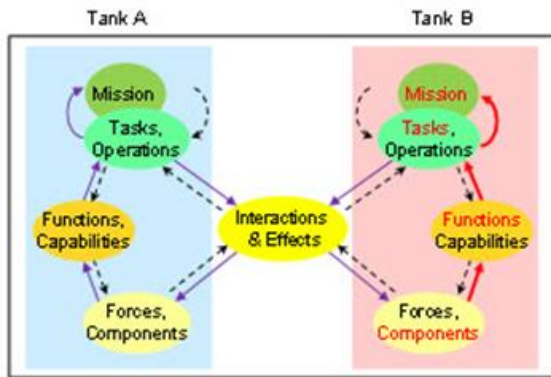 Tank A
Tank B
Mission
Tasks,
Operations
Mission
Tasks,
Operations
Functions,
Capabilities
Interactions
& Effects
Functions
Capabilities
Forces,
Components
Forces,
Components